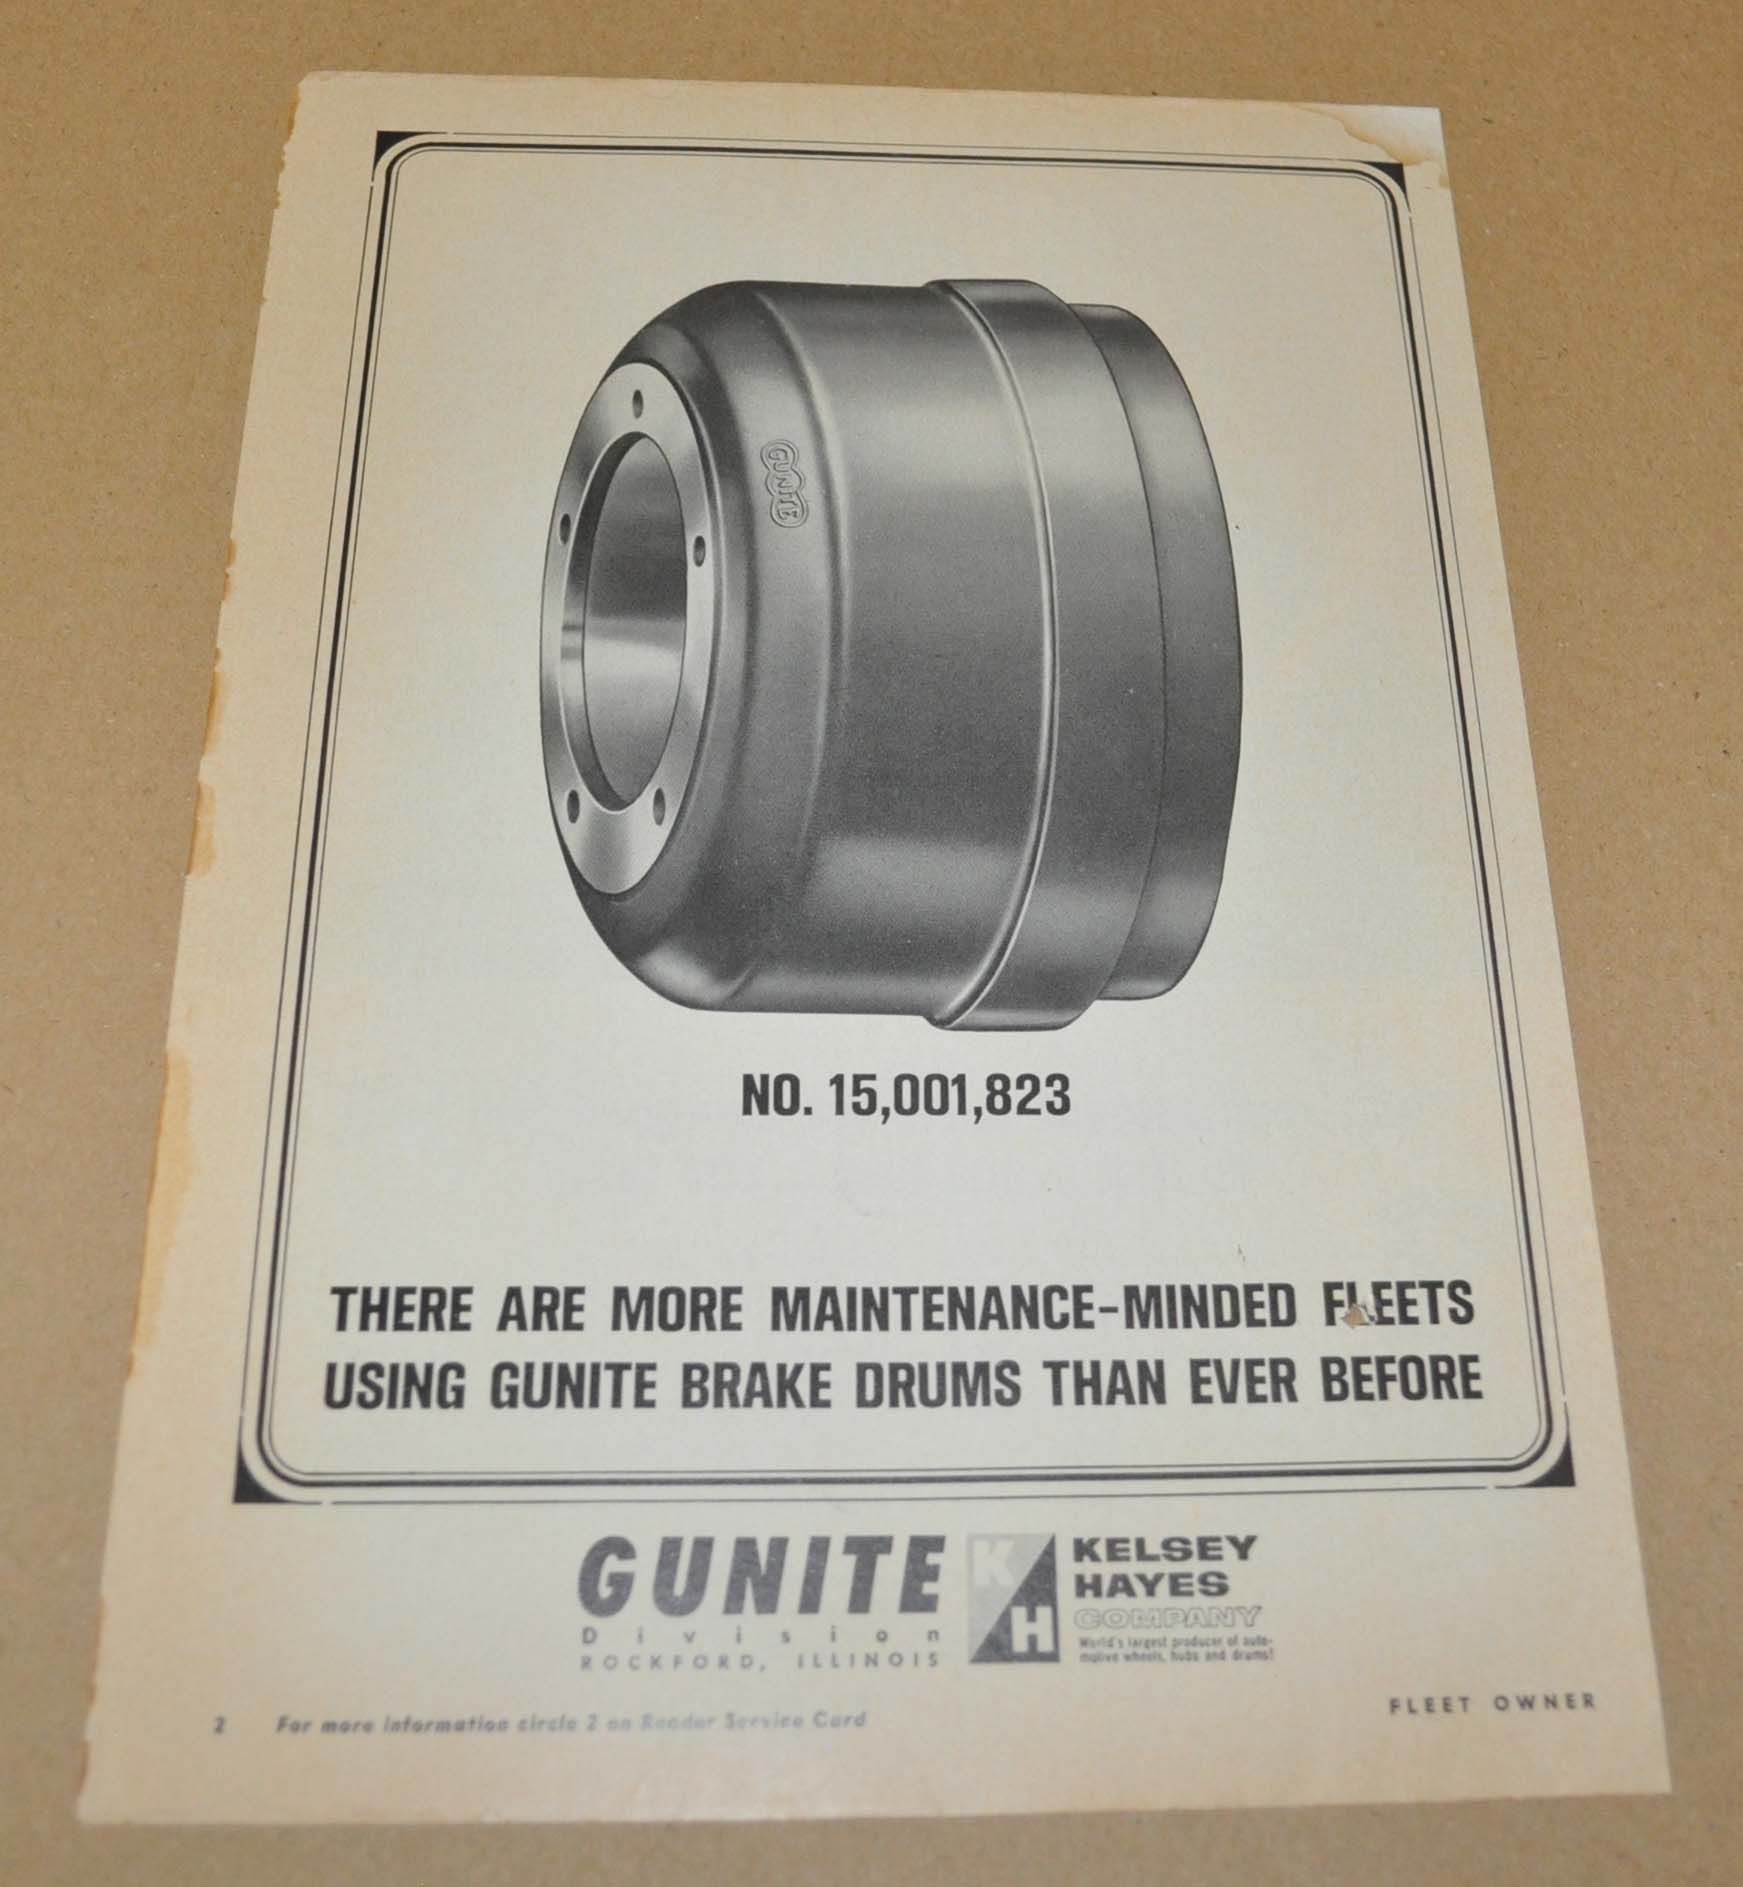 GUNITE
NO. 15,001,823
THERE ARE MORE MAINTENANCE-MINDED FLEETS
USING GUNITE BRAKE DRUMS THAN EVER BEFORE
GUNITE
Division
ROCKFORD, ILLINOIS
K
H
KELSEY
HAYES
COMPANY
World's largest producer of auto-
motive wheels, hubs and drums!
2 For more information circle 2 on Reader Service Card
FLEET OWNER